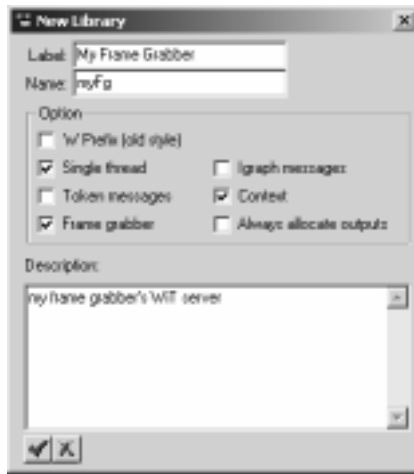 New Library
Label: My Frame Grabber
Name: myFg
Option
'W' Prefix (old style)
Single thread
Igraph messages
Token messages
Context
Frame grabber
Always allocate outputs
Description:
my frame grabber's WiT server